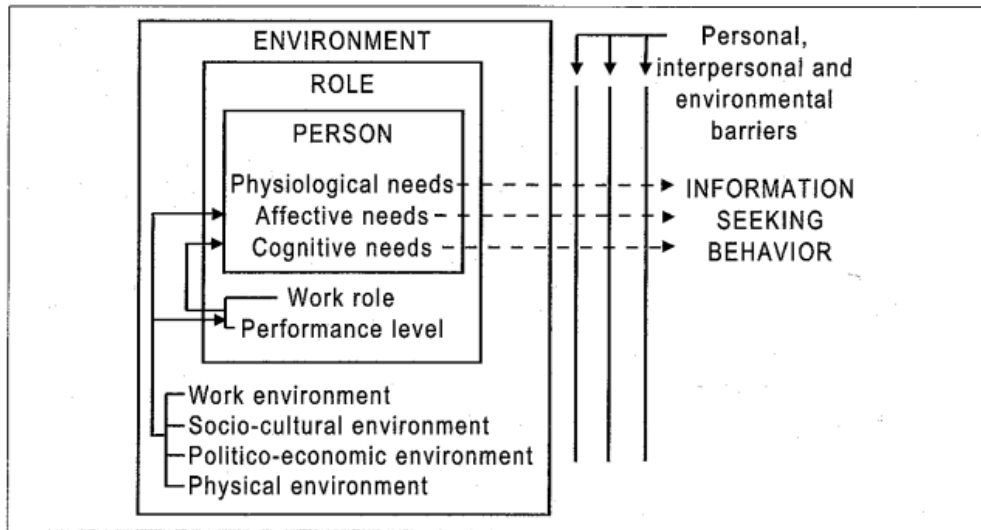 ENVIRONMENT
ROLE
PERSON
Physiological needs
Affective needs
Cognitive needs
Work role
Performance level
Work environment
Socio-cultural environment
Politico-economic environment
Physical environment
Personal,
interpersonal and
environmental
barriers
INFORMATION
SEEKING
BEHAVIOR